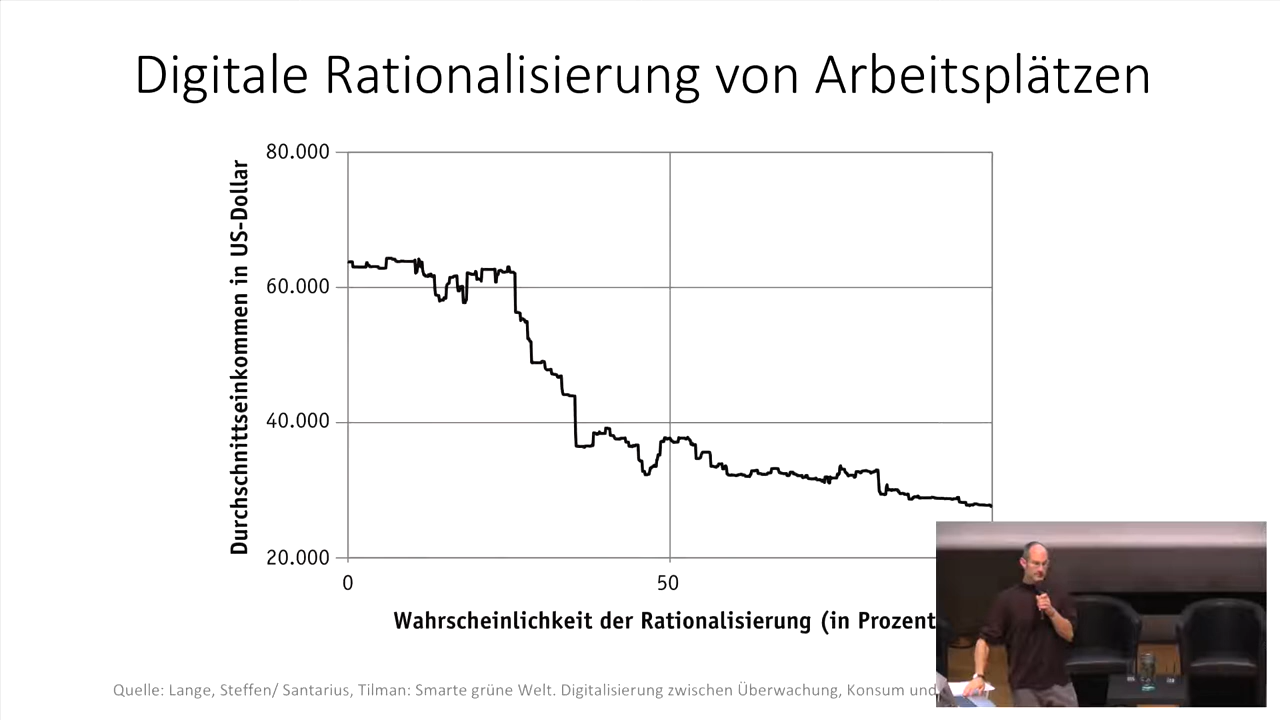 Digitale Rationalisierung von Arbeitsplätzen
Durchschnittseinkommen in US-Dollar
80.000
60.000
40.000
20.000
0
50
Wahrscheinlichkeit der Rationalisierung (in Prozent
Quelle: Lange, Steffen/ Santarius, Tilman: Smarte grüne Welt. Digitalisierung zwischen Überwachung, Konsum und